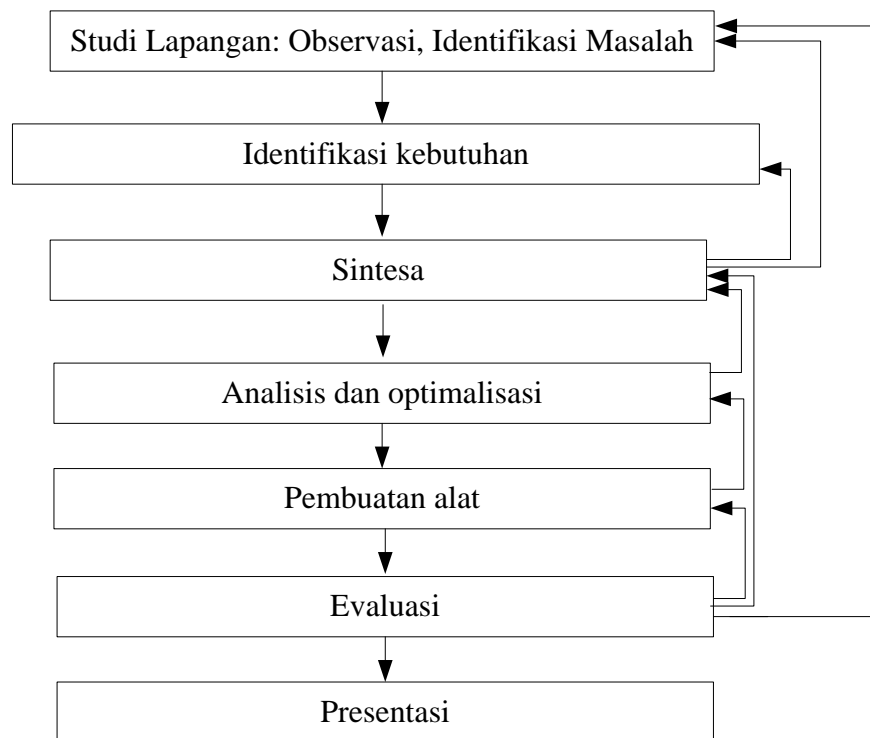 Studi Lapangan: Observasi, Identifikasi Masalah
Identifikasi kebutuhan
Sintesa
Analisis dan optimalisasi
Pembuatan alat
Evaluasi
Presentasi